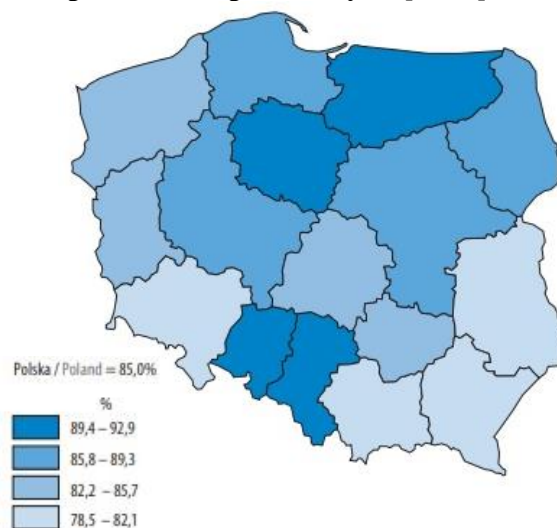 Polska / Poland = 85,0%
%
89,4 – 92,9
85,8 – 89,3
82,2 – 85,7
78,5 – 82,1